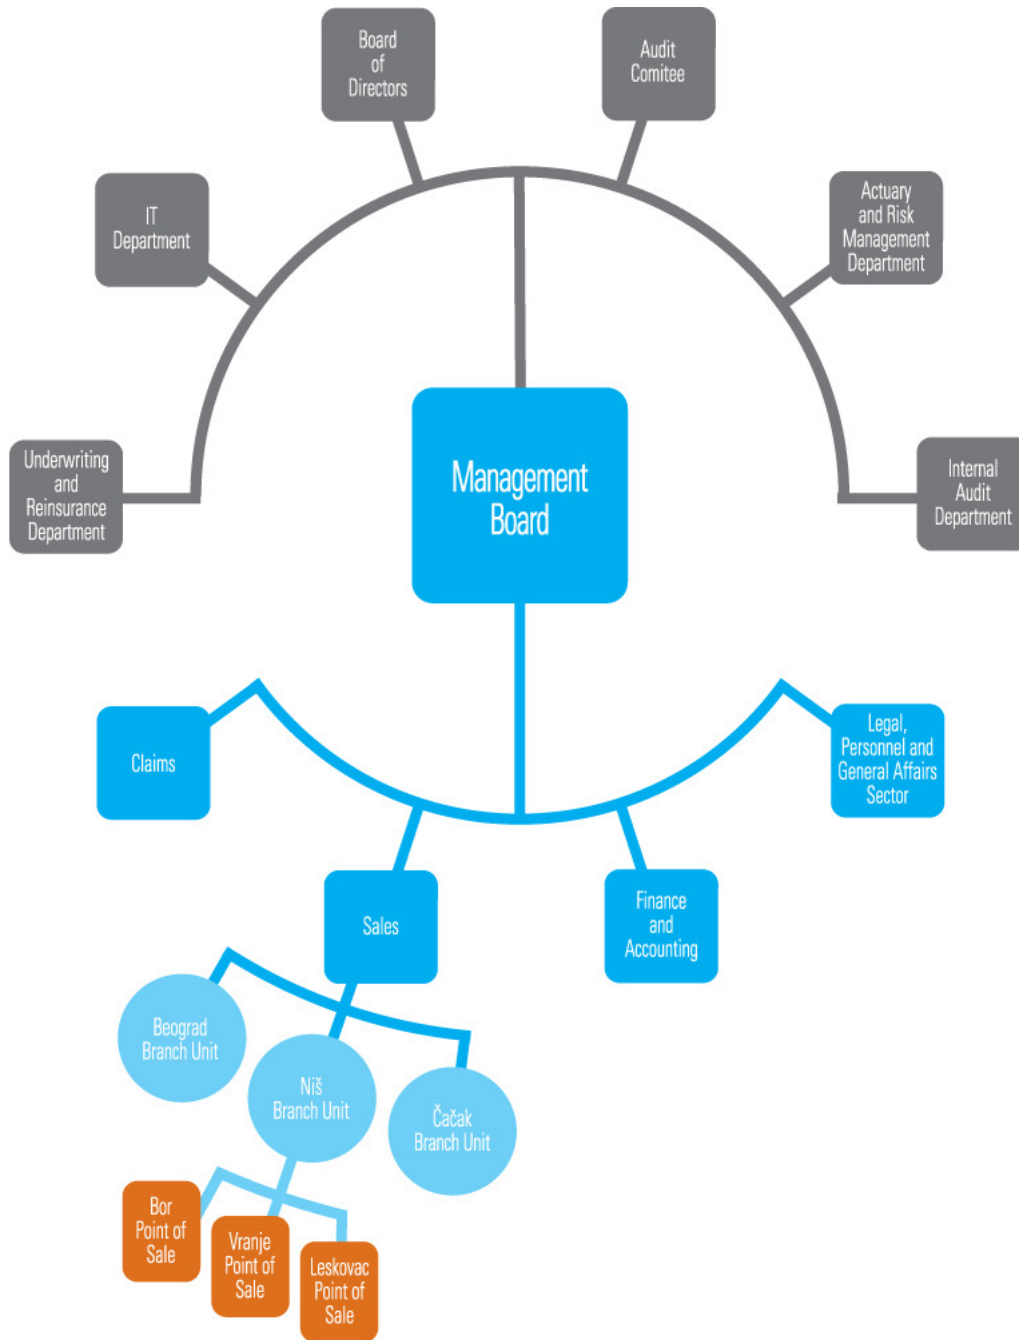 Board
of
Directors
Audit
Comitee
IT
Department
Actuary
and Risk
Management
Department
Underwriting
and
Reinsurance
Department
Management
Board
Internal
Audit
Department
Claims
Legal,
Personnel and
General Affairs
Sector
Sales
Finance
and
Accounting
Beograd
Branch Unit
Niš
Branch Unit
Čačak
Branch Unit
Bor
Point of
Sale
Vranje
Point of
Sale
Leskovac
Point of
Sale